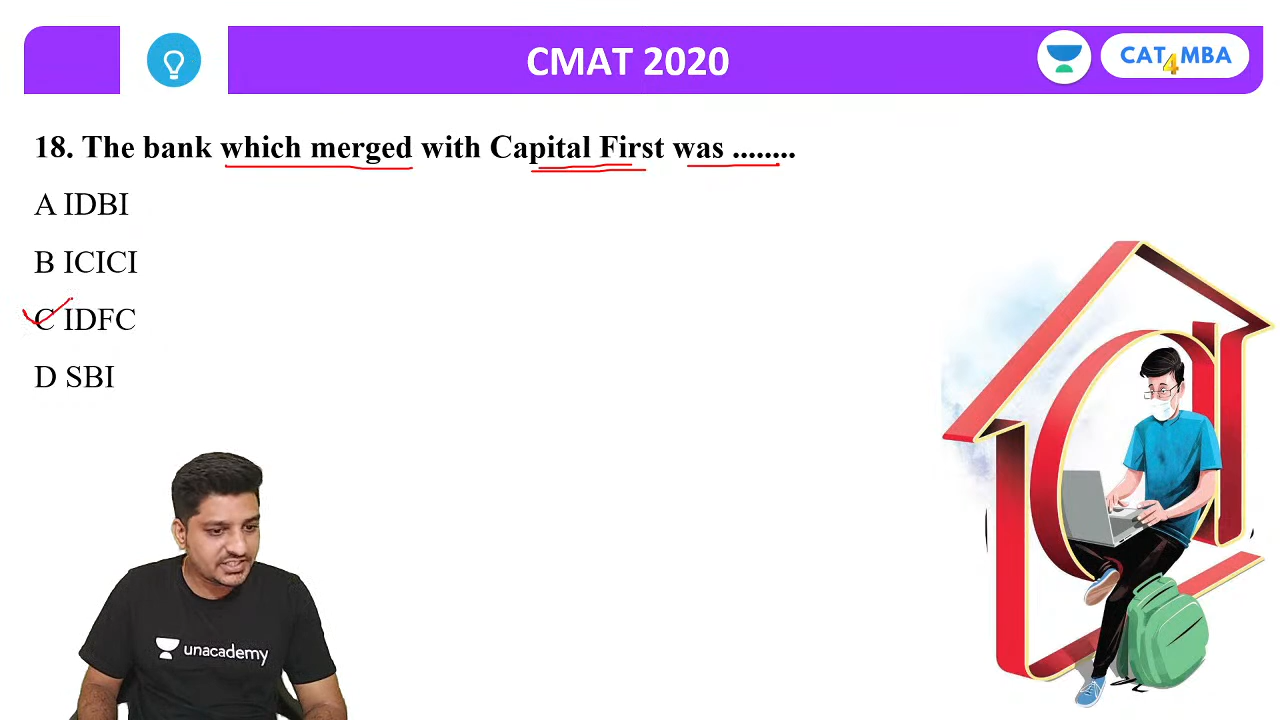 CMAT 2020
CAT4MBA
18. The bank which merged with Capital First was ........
A IDBI
B ICICI
C IDFC
D SBI
unacademy